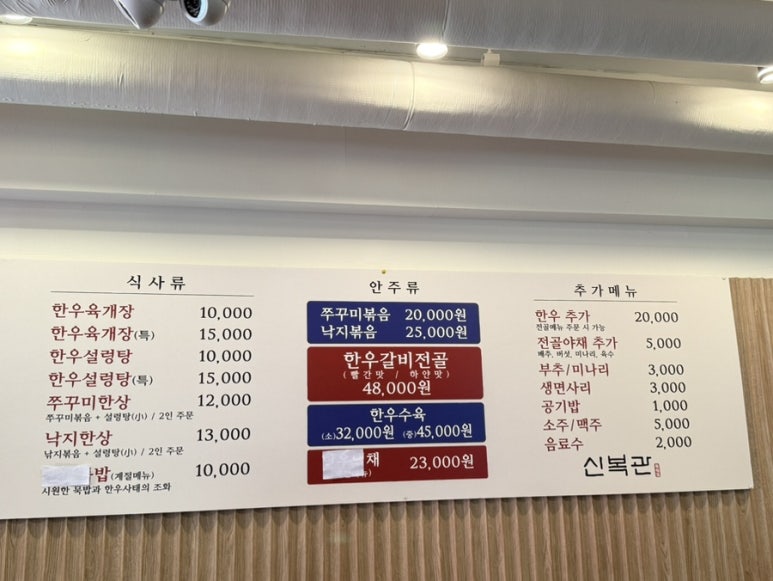 식사류
한우육개장 10,000
한우육개장(특) 15,000
한우설렁탕 10,000
한우설렁탕(특) 15,000
쭈꾸미한상 12,000
쭈꾸미볶음 + 설렁탕(小) / 2인 주문
낙지한상 13,000
낙지볶음 + 설렁탕(小) / 2인 주문
밥(계절메뉴) 10,000
시원한 묵밥과 한우사태의 조화
안주류
쭈꾸미볶음 20,000원
낙지볶음 25,000원
한우갈비전골
(빨간맛 / 하얀맛)
48,000원
한우수육
(소)32,000원 (중)45,000원
채 23,000원
추가메뉴
한우 추가 20,000
전골메뉴 주문 시 가능
전골야채 추가 5,000
배추, 버섯, 미나리, 육수
부추/미나리 3,000
생면사리 3,000
공기밥 1,000
소주/맥주 5,000
음료수 2,000
신복관